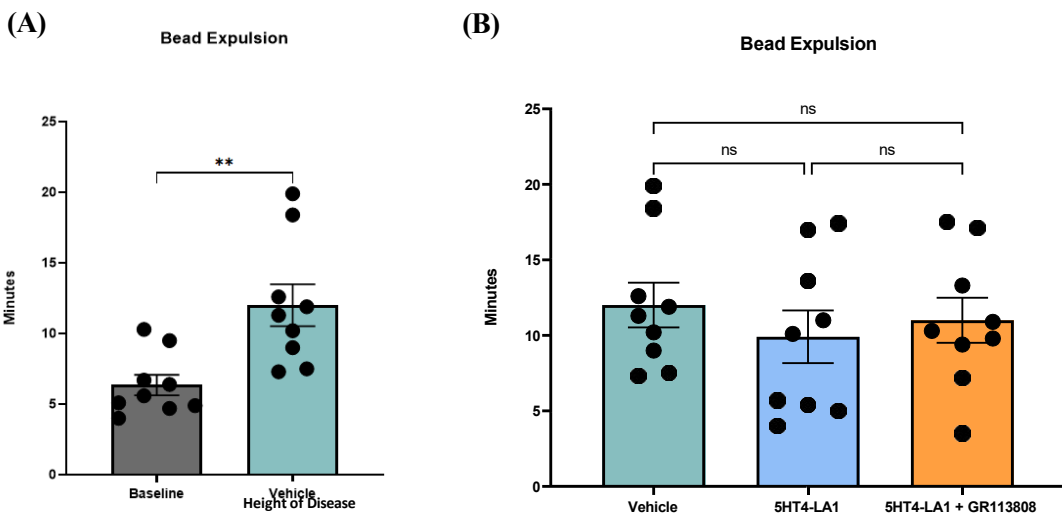 (A)
Bead Expulsion
Minutes
25
20
15
10
5
0
**
Baseline
Vehicle
Height of Disease
(B)
Bead Expulsion
Minutes
25
20
15
10
5
0
ns
ns
ns
Vehicle
5HT4-LA1
5HT4-LA1 + GR113808